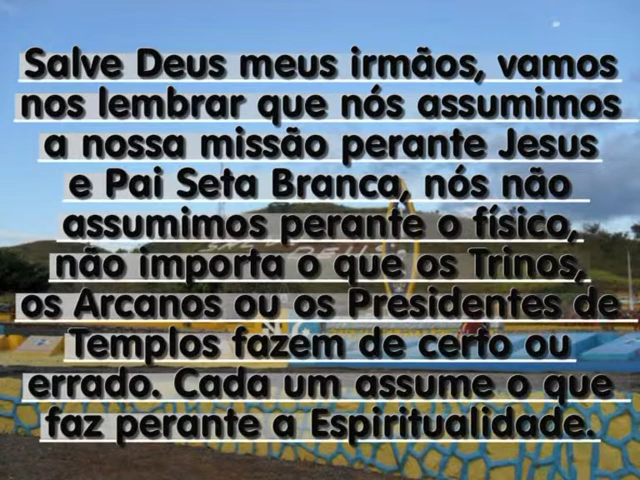 Salve Deus meus irmãos, vamos
nos lembrar que nós assumimos
a nossa missão perante Jesus
e Pai Seta Branca, nós não
assumimos perante o físico,
não importa o que os Trinos,
os Arcanos ou os Presidentes de
Templos fazem de certo ou
errado. Cada um assume o que
faz perante a Espiritualidade.
DEUS